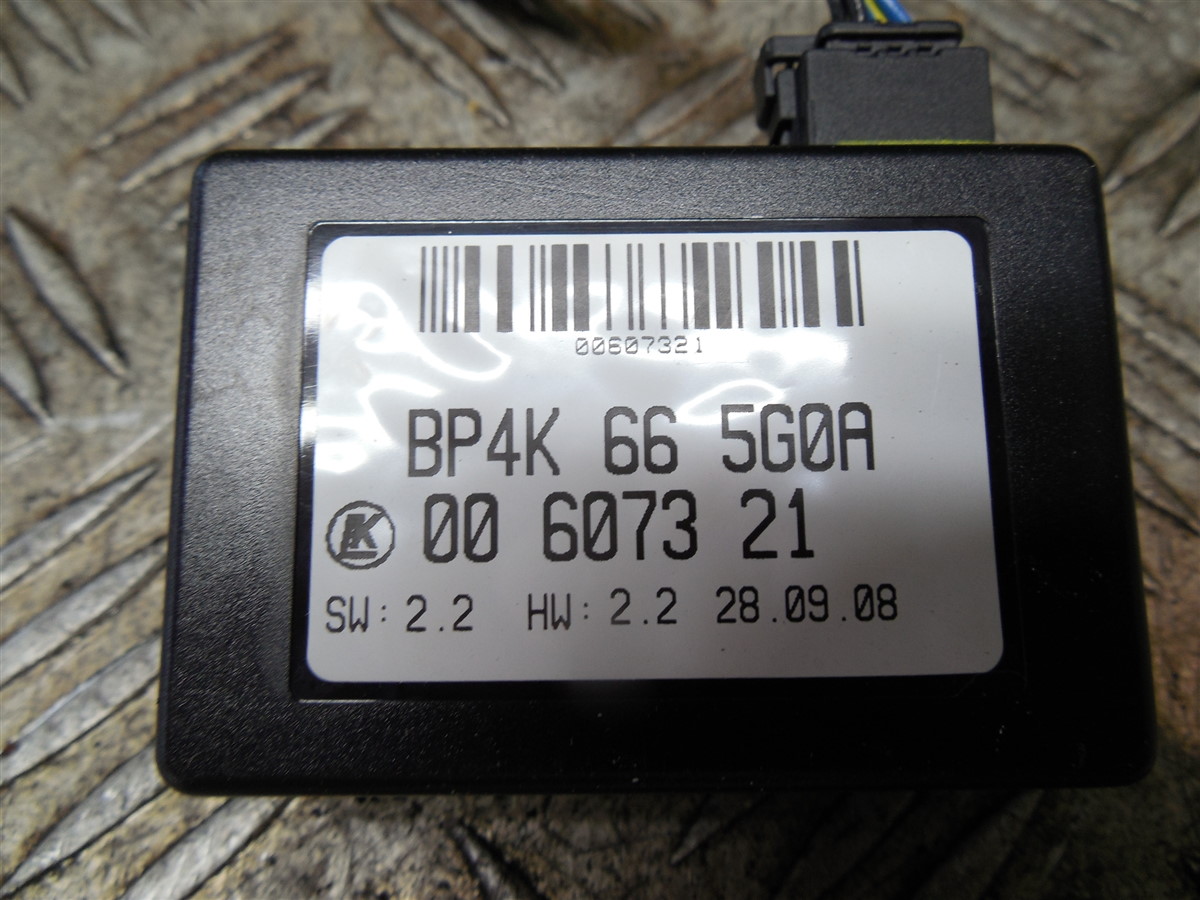 00607321
BP4K 66 5G0A
00 6073 21
SW: 2.2 HW: 2.2 28.09.08